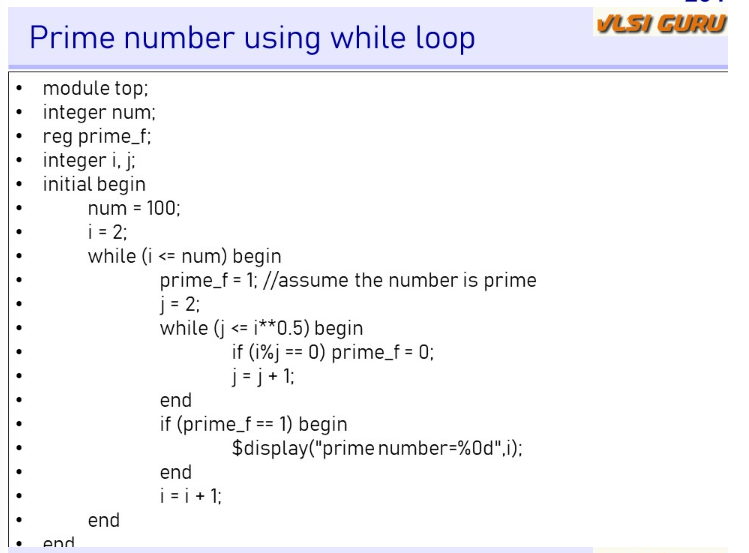 VLSI GURU
Prime number using while loop
• module top;
• integer num;
• reg prime_f;
• integer i, j;
• initial begin
• num = 100;
• i = 2;
• while (i <= num) begin
• prime_f = 1; //assume the number is prime
• j = 2;
• while (j <= i**0.5) begin
• if (i%j == 0) prime_f = 0;
• j = j + 1;
• end
• if (prime_f == 1) begin
• $display("prime number=%0d",i);
• end
• i = i + 1;
• end
• end